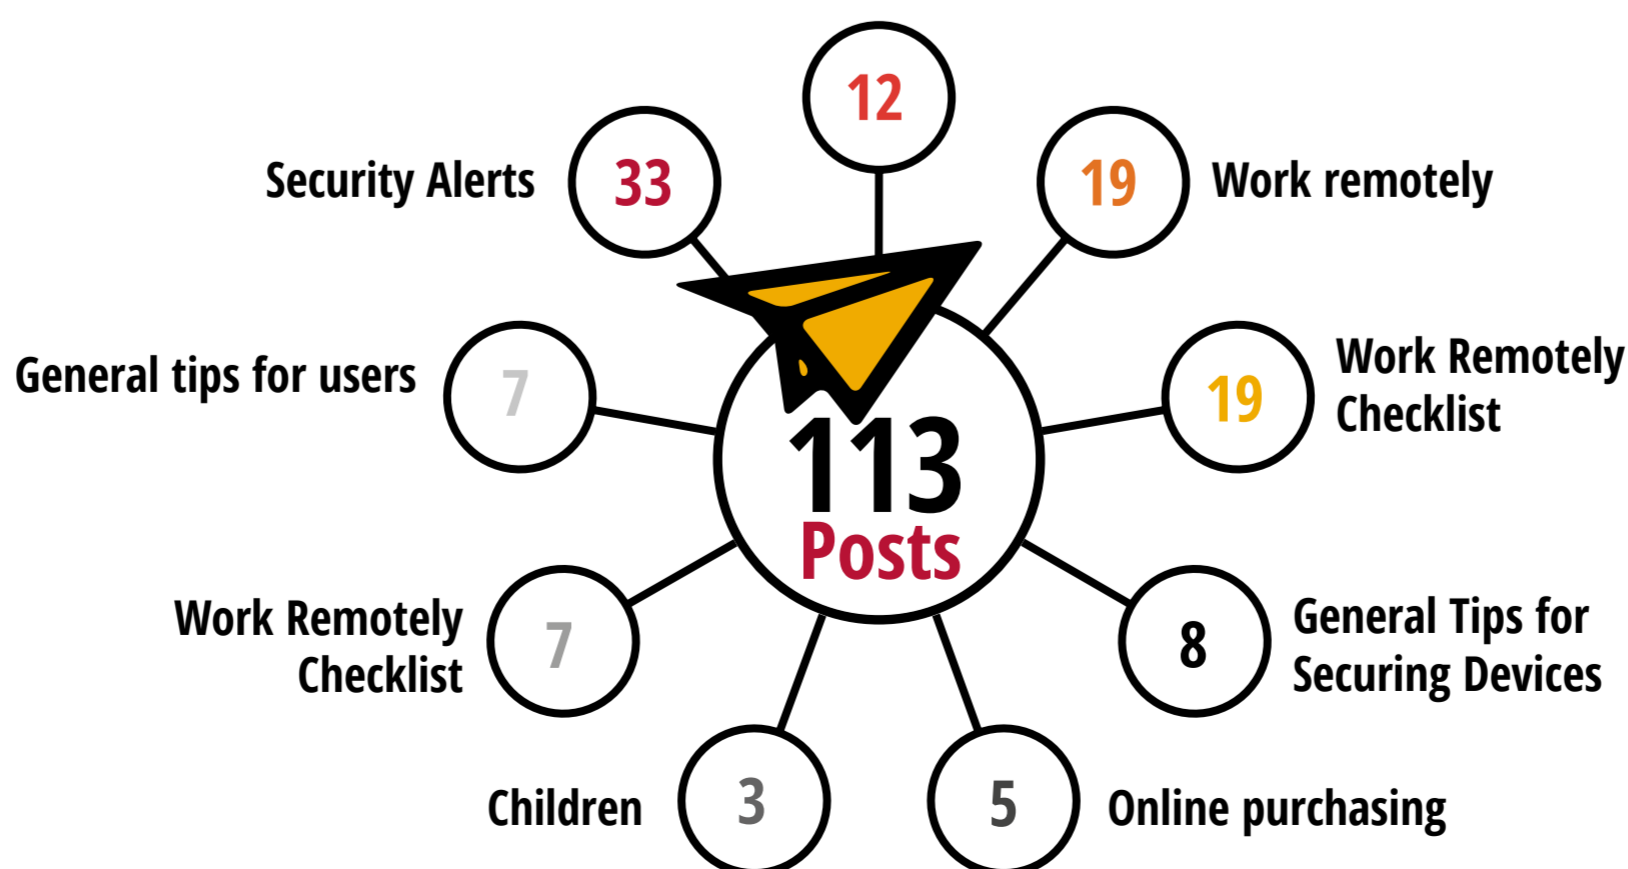 12
Security Alerts
33
19
Work remotely
General tips for users
7
19
Work Remotely
Checklist
113
Posts
Work Remotely
Checklist
7
8
General Tips for
Securing Devices
Children
3
5
Online purchasing